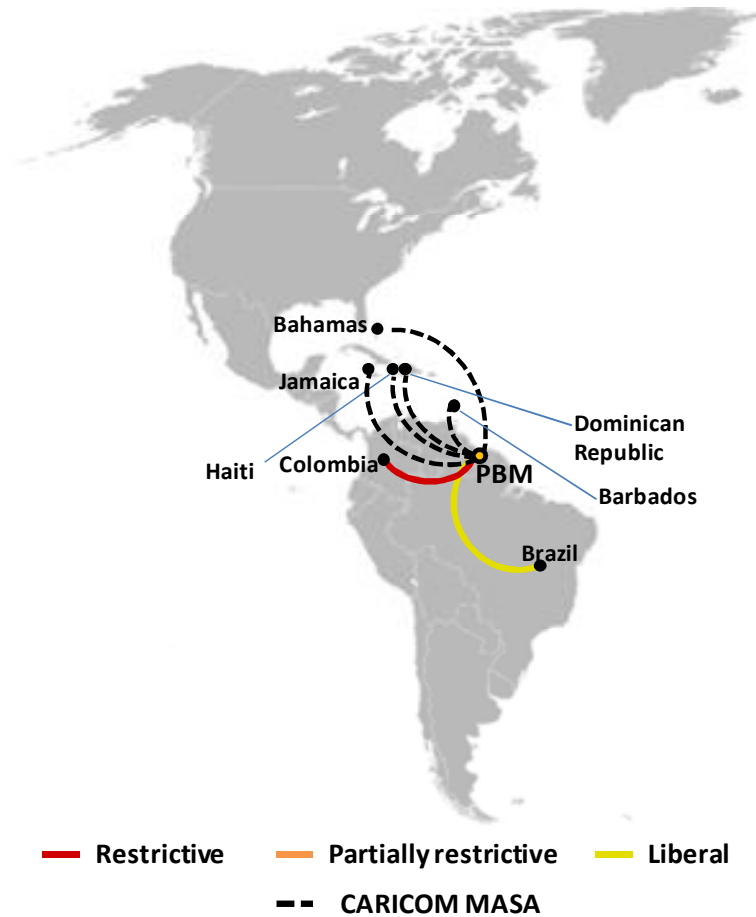 Bahamas
Jamaica
Dominican
Republic
Haiti
Colombia
PBM
Barbados
Brazil
Restrictive
Partially restrictive
Liberal
CARICOM MASA